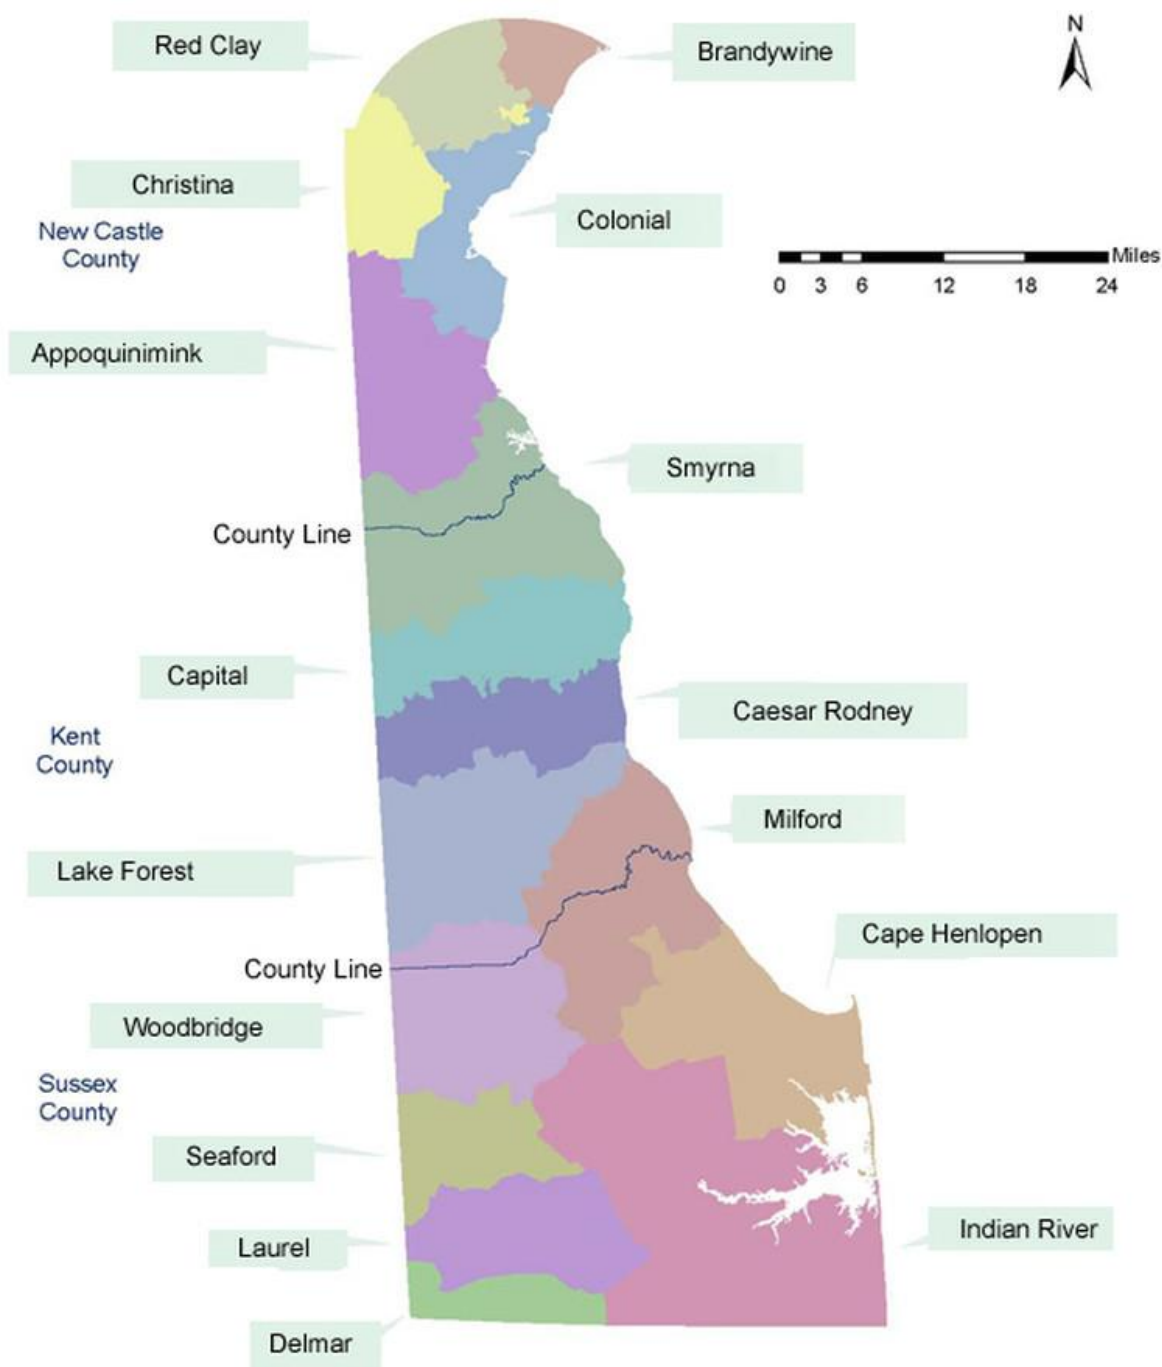 N
Red Clay
Brandywine
Christina
Colonial
New Castle
County
Miles
0 3 6 12 18 24
Appoquinimink
Smyrna
County Line
Capital
Caesar Rodney
Kent
County
Milford
Lake Forest
Cape Henlopen
County Line
Woodbridge
Sussex
County
Seaford
Indian River
Laurel
Delmar